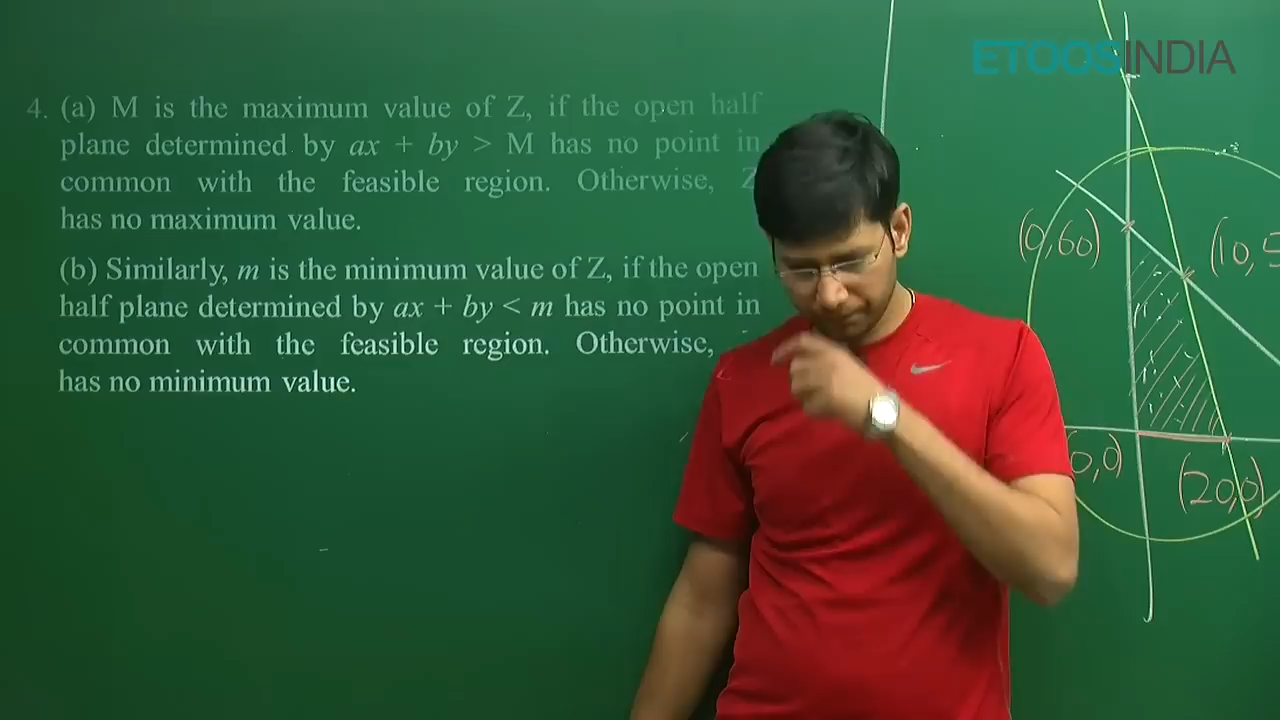 ETOOSINDIA
4. (a) M is the maximum value of Z, if the open half
plane determined by ax + by > M has no point in
common with the feasible region. Otherwise, Z
has no maximum value.
(b) Similarly, m is the minimum value of Z, if the open
half plane determined by ax + by < m has no point in
common with the feasible region. Otherwise,
has no minimum value.
(0,60)
(10,5
0,0)
(20,0)